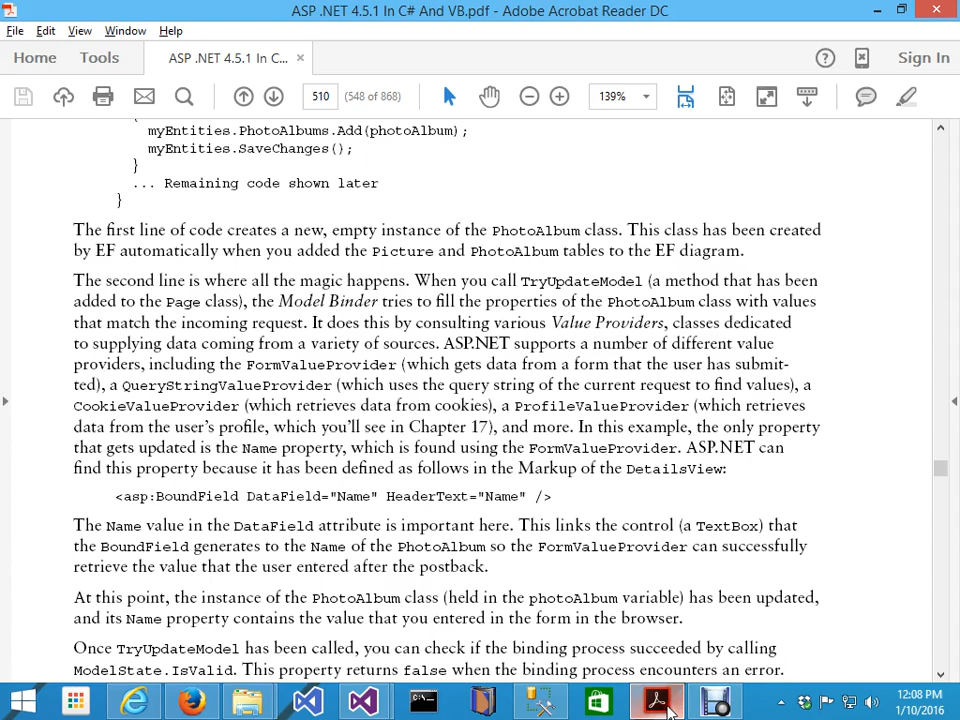 ASP .NET 4.5.1 In C# And VB.pdf - Adobe Acrobat Reader DC
File Edit View Window Help
Home Tools ASP .NET 4.5.1 In C... × Sign In
510 (548 of 868) 139%
{
myEntities.PhotoAlbums.Add(photoAlbum);
myEntities.SaveChanges();
}
... Remaining code shown later
}
The first line of code creates a new, empty instance of the PhotoAlbum class. This class has been created
by EF automatically when you added the Picture and PhotoAlbum tables to the EF diagram.
The second line is where all the magic happens. When you call TryUpdateModel (a method that has been
added to the Page class), the Model Binder tries to fill the properties of the PhotoAlbum class with values
that match the incoming request. It does this by consulting various Value Providers, classes dedicated
to supplying data coming from a variety of sources. ASP.NET supports a number of different value
providers, including the FormValueProvider (which gets data from a form that the user has submit-
ted), a QueryStringValueProvider (which uses the query string of the current request to find values), a
CookieValueProvider (which retrieves data from cookies), a ProfileValueProvider (which retrieves
data from the user's profile, which you'll see in Chapter 17), and more. In this example, the only property
that gets updated is the Name property, which is found using the FormValueProvider. ASP.NET can
find this property because it has been defined as follows in the Markup of the DetailsView:
<asp:BoundField DataField="Name" HeaderText="Name" />
The Name value in the DataField attribute is important here. This links the control (a TextBox) that
the BoundField generates to the Name of the PhotoAlbum so the FormValueProvider can successfully
retrieve the value that the user entered after the postback.
At this point, the instance of the PhotoAlbum class (held in the photoAlbum variable) has been updated,
and its Name property contains the value that you entered in the form in the browser.
Once TryUpdateModel has been called, you can check if the binding process succeeded by calling
ModelState.IsValid. This property returns false when the binding process encounters an error.
12:08 PM
1/10/2016